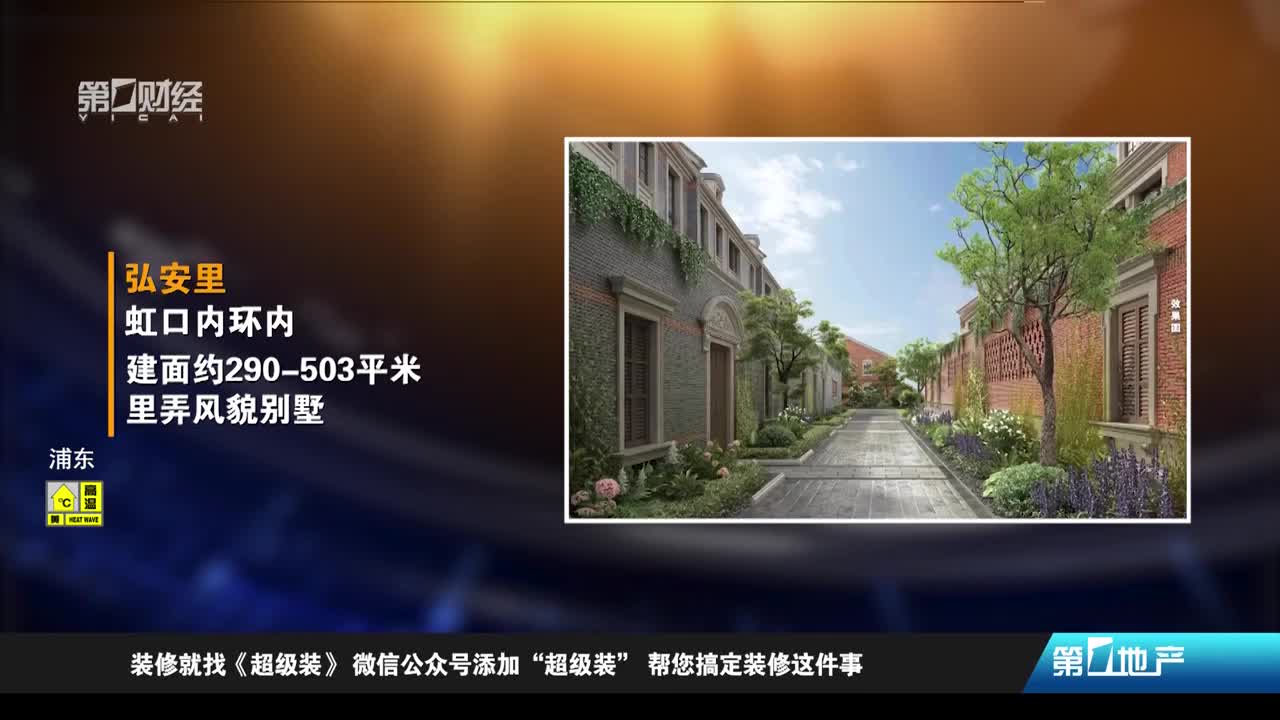 第一财经
YICAI
弘安里
虹口内环内
建面约290-503平米
里弄风貌别墅
效果图
浦东
℃
高温
黄
HEAT WAVE
装修就找《超级装》 微信公众号添加“超级装” 帮您搞定装修这件事
第一地产